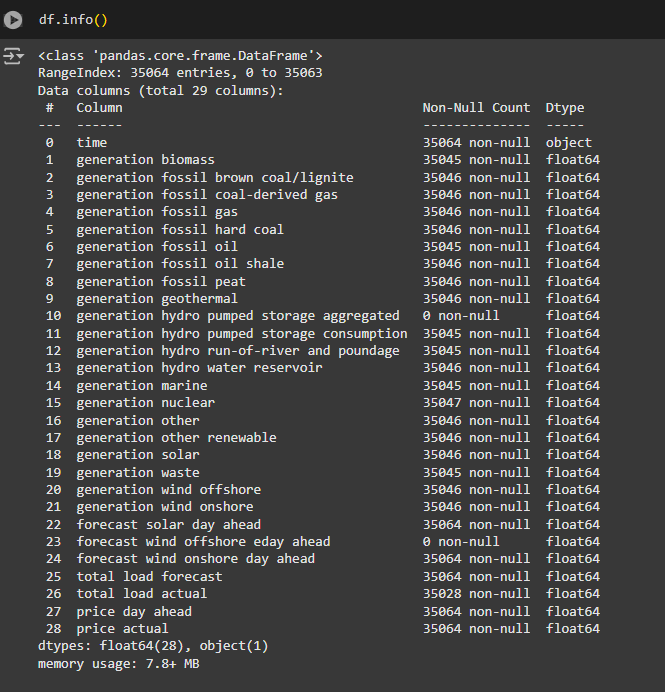 df.info()
<class 'pandas.core.frame.DataFrame'>
RangeIndex: 35064 entries, 0 to 35063
Data columns (total 29 columns):
 #   Column                                       Non-Null Count  Dtype
---  ------                                       --------------  -----
 0   time                                         35064 non-null  object
 1   generation biomass                           35045 non-null  float64
 2   generation fossil brown coal/lignite         35046 non-null  float64
 3   generation fossil coal-derived gas           35046 non-null  float64
 4   generation fossil gas                        35046 non-null  float64
 5   generation fossil hard coal                  35046 non-null  float64
 6   generation fossil oil                        35045 non-null  float64
 7   generation fossil oil shale                  35046 non-null  float64
 8   generation fossil peat                       35046 non-null  float64
 9   generation geothermal                        35046 non-null  float64
 10  generation hydro pumped storage aggregated   0 non-null      float64
 11  generation hydro pumped storage consumption  35045 non-null  float64
 12  generation hydro run-of-river and poundage   35045 non-null  float64
 13  generation hydro water reservoir             35046 non-null  float64
 14  generation marine                            35045 non-null  float64
 15  generation nuclear                           35047 non-null  float64
 16  generation other                             35046 non-null  float64
 17  generation other renewable                   35046 non-null  float64
 18  generation solar                             35046 non-null  float64
 19  generation waste                             35045 non-null  float64
 20  generation wind offshore                     35046 non-null  float64
 21  generation wind onshore                      35046 non-null  float64
 22  forecast solar day ahead                     35064 non-null  float64
 23  forecast wind offshore eday ahead            0 non-null      float64
 24  forecast wind onshore day ahead              35064 non-null  float64
 25  total load forecast                          35064 non-null  float64
 26  total load actual                            35028 non-null  float64
 27  price day ahead                              35064 non-null  float64
 28  price actual                                 35064 non-null  float64
dtypes: float64(28), object(1)
memory usage: 7.8+ MB